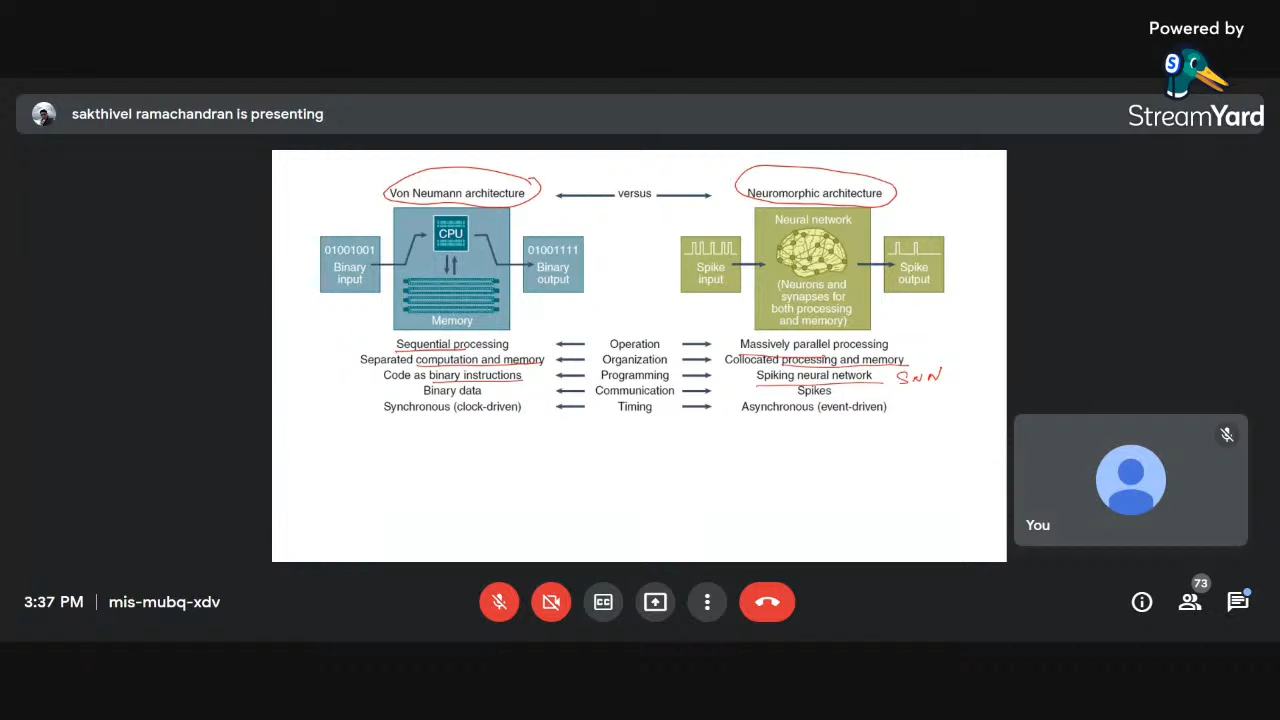 Powered by
S
StreamYard
sakthivel ramachandran is presenting
Von Neumann architecture versus Neuromorphic architecture
CPU
Memory
01001001
Binary
input
01001111
Binary
output
Neural network
(Neurons and
synapses for
both processing
and memory)
Spike
input
Spike
output
Sequential processing Operation Massively parallel processing
Separated computation and memory Organization Collocated processing and memory
Code as binary instructions Programming Spiking neural network SNN
Binary data Communication Spikes
Synchronous (clock-driven) Timing Asynchronous (event-driven)
You
3:37 PM mis-mubq-xdv
CC
73